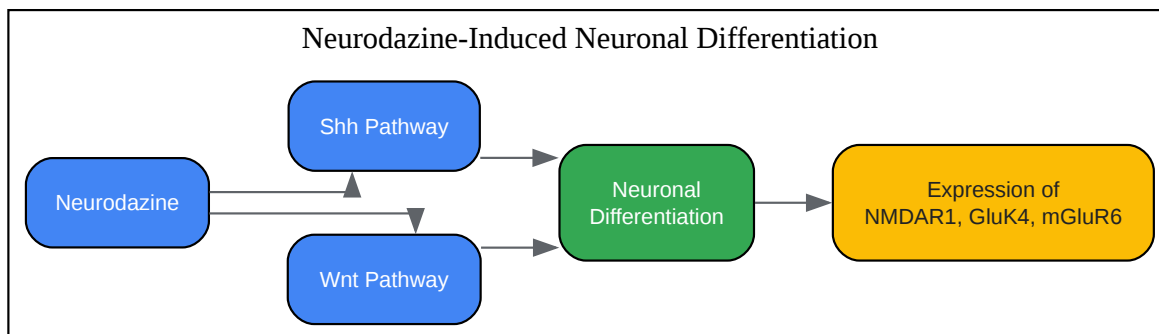 Neurodazine-Induced Neuronal Differentiation
Shh Pathway
Neurodazine
Neuronal
Differentiation
Expression of
NMDAR1, GluK4, mGluR6
Wnt Pathway